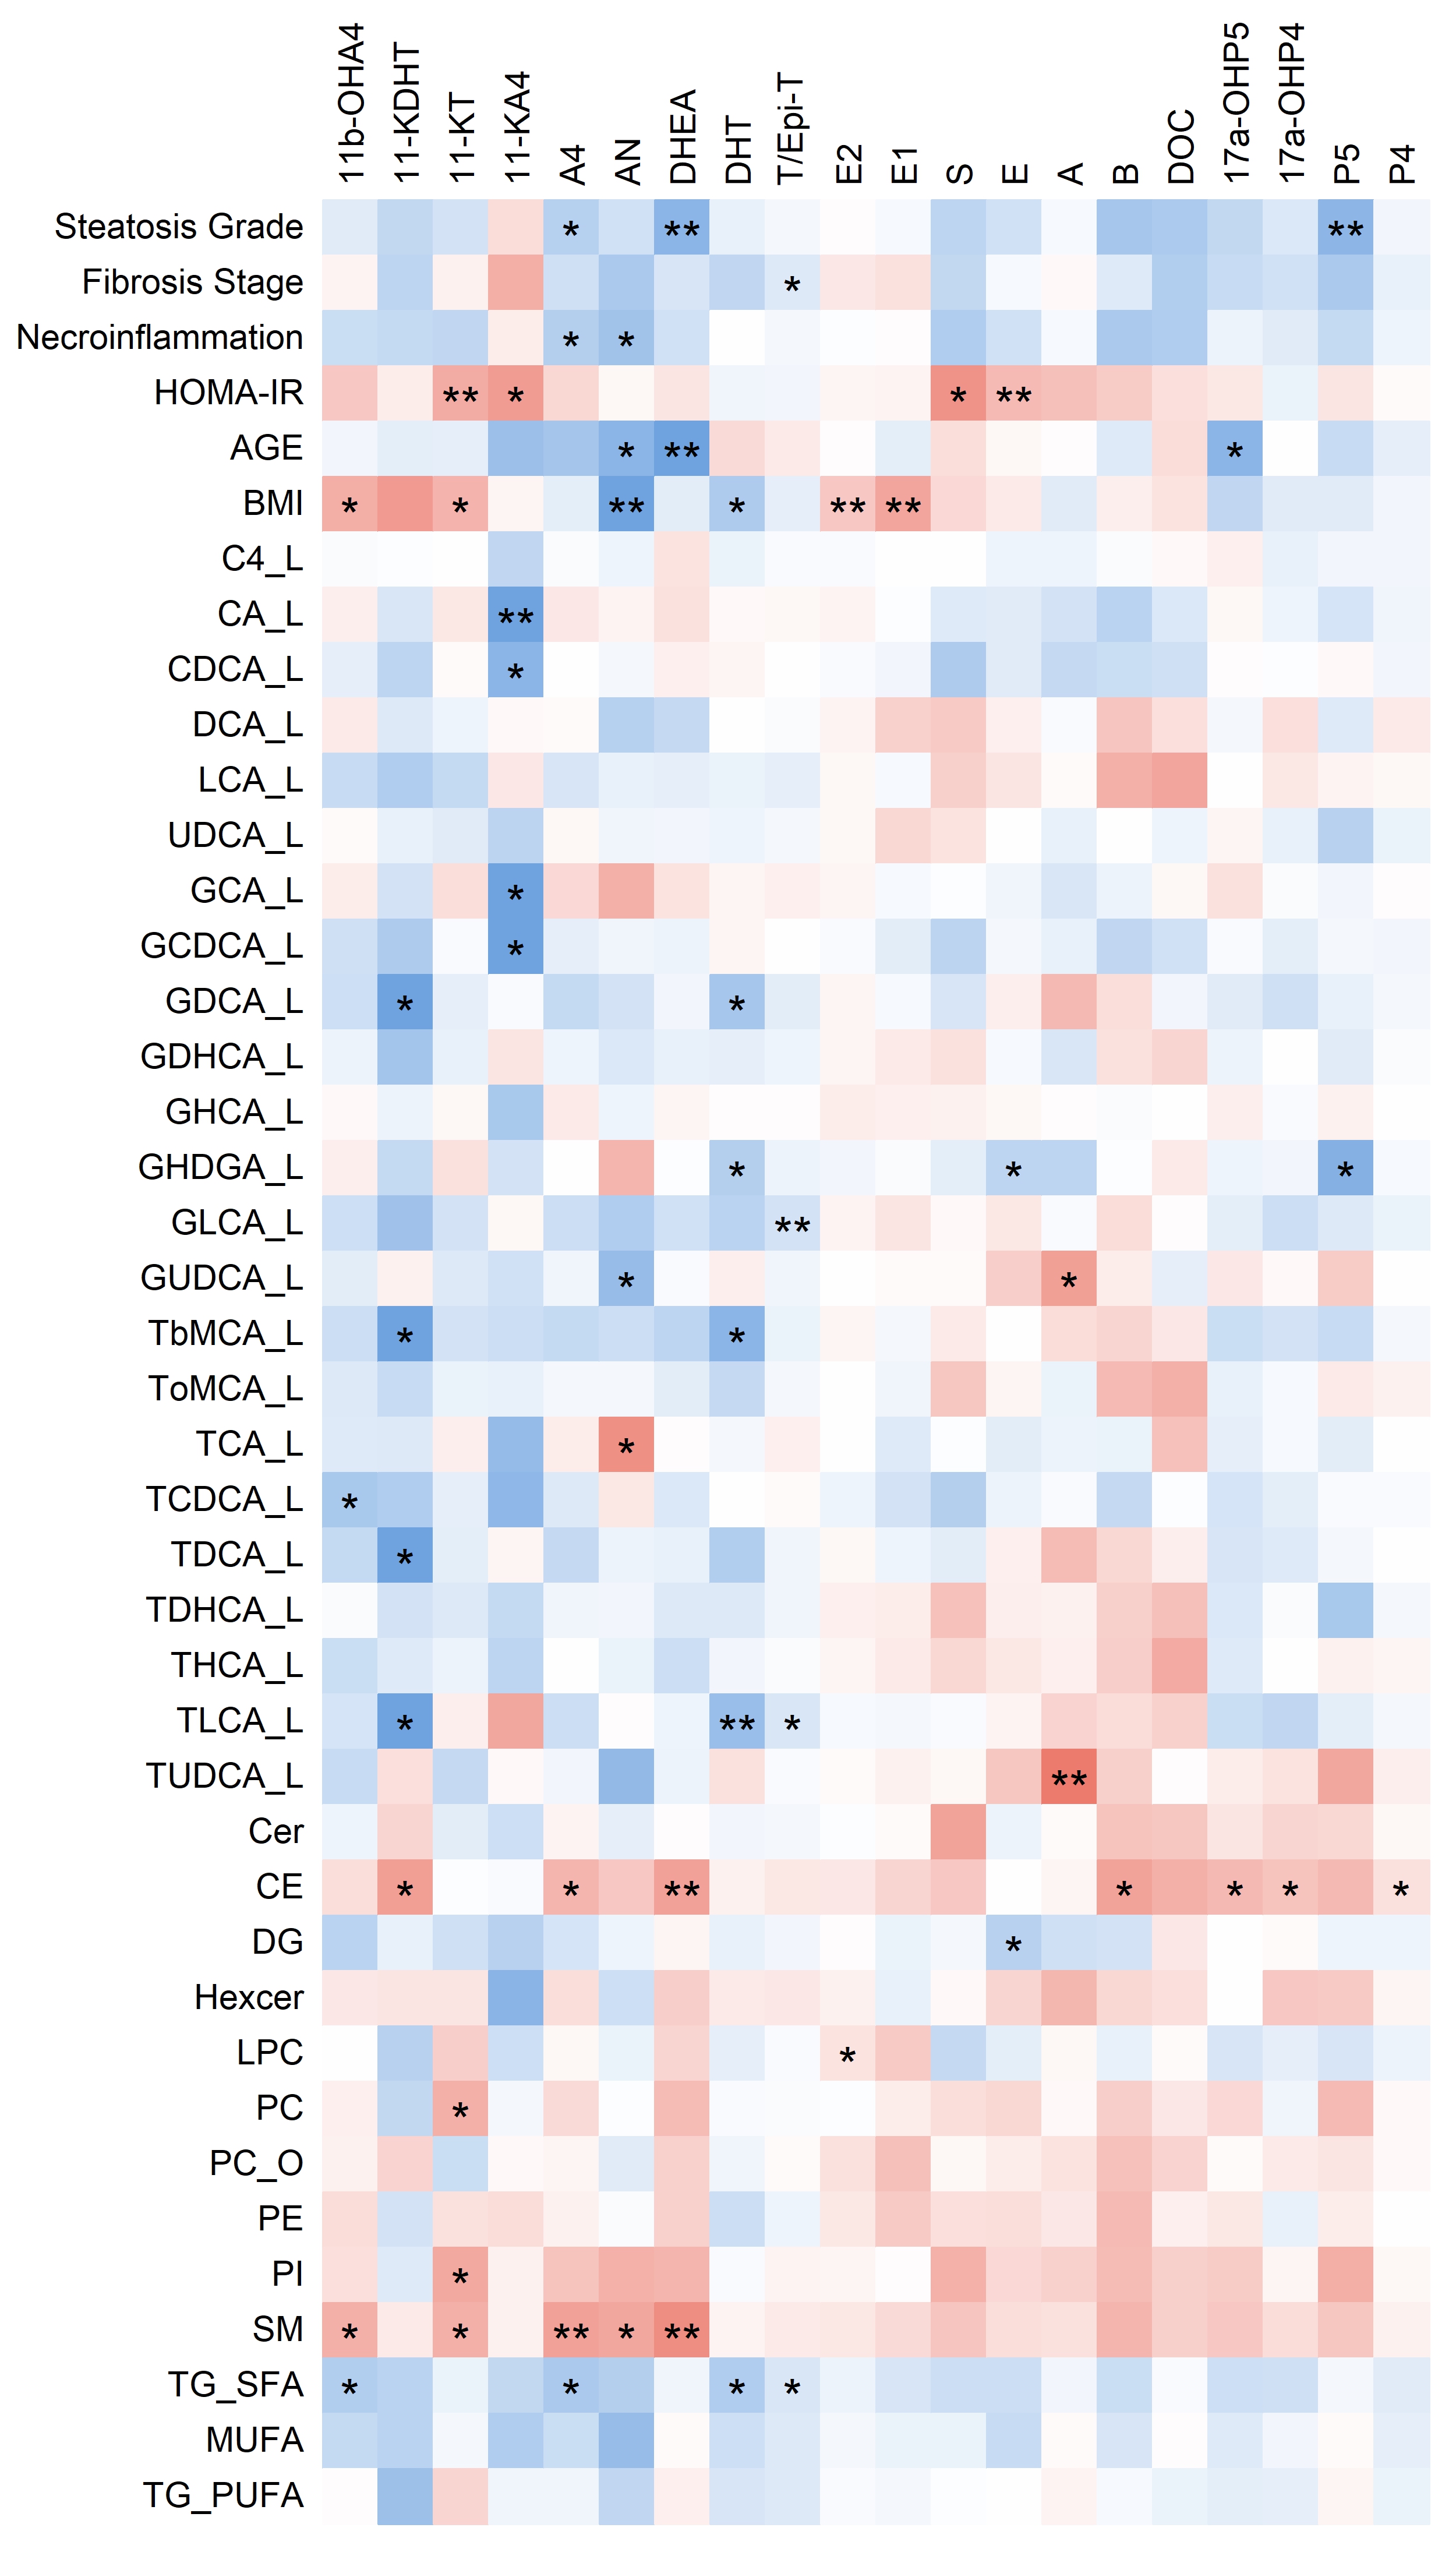 11b-OHA4 11-KDHT 11-KT 11-KA4 A4 AN DHEA DHT T/Epi-T E2 E1 S E A B DOC 17a-OHP5 17a-OHP4 P5 P4
Steatosis Grade * ** **
Fibrosis Stage *
Necroinflammation * *
HOMA-IR ** * * **
AGE * ** *
BMI * * ** * ** **
C4_L
CA_L **
CDCA_L *
DCA_L
LCA_L
UDCA_L
GCA_L *
GCDCA_L *
GDCA_L * *
GDHCA_L
GHCA_L
GHDGA_L * * *
GLCA_L **
GUDCA_L * *
TbMCA_L * *
ToMCA_L
TCA_L *
TCDCA_L *
TDCA_L *
TDHCA_L
THCA_L
TLCA_L * ** *
TUDCA_L **
Cer
CE * * ** * * * *
DG *
Hexcer
LPC *
PC *
PC_O
PE
PI *
SM * * ** * **
TG_SFA * * * *
MUFA
TG_PUFA